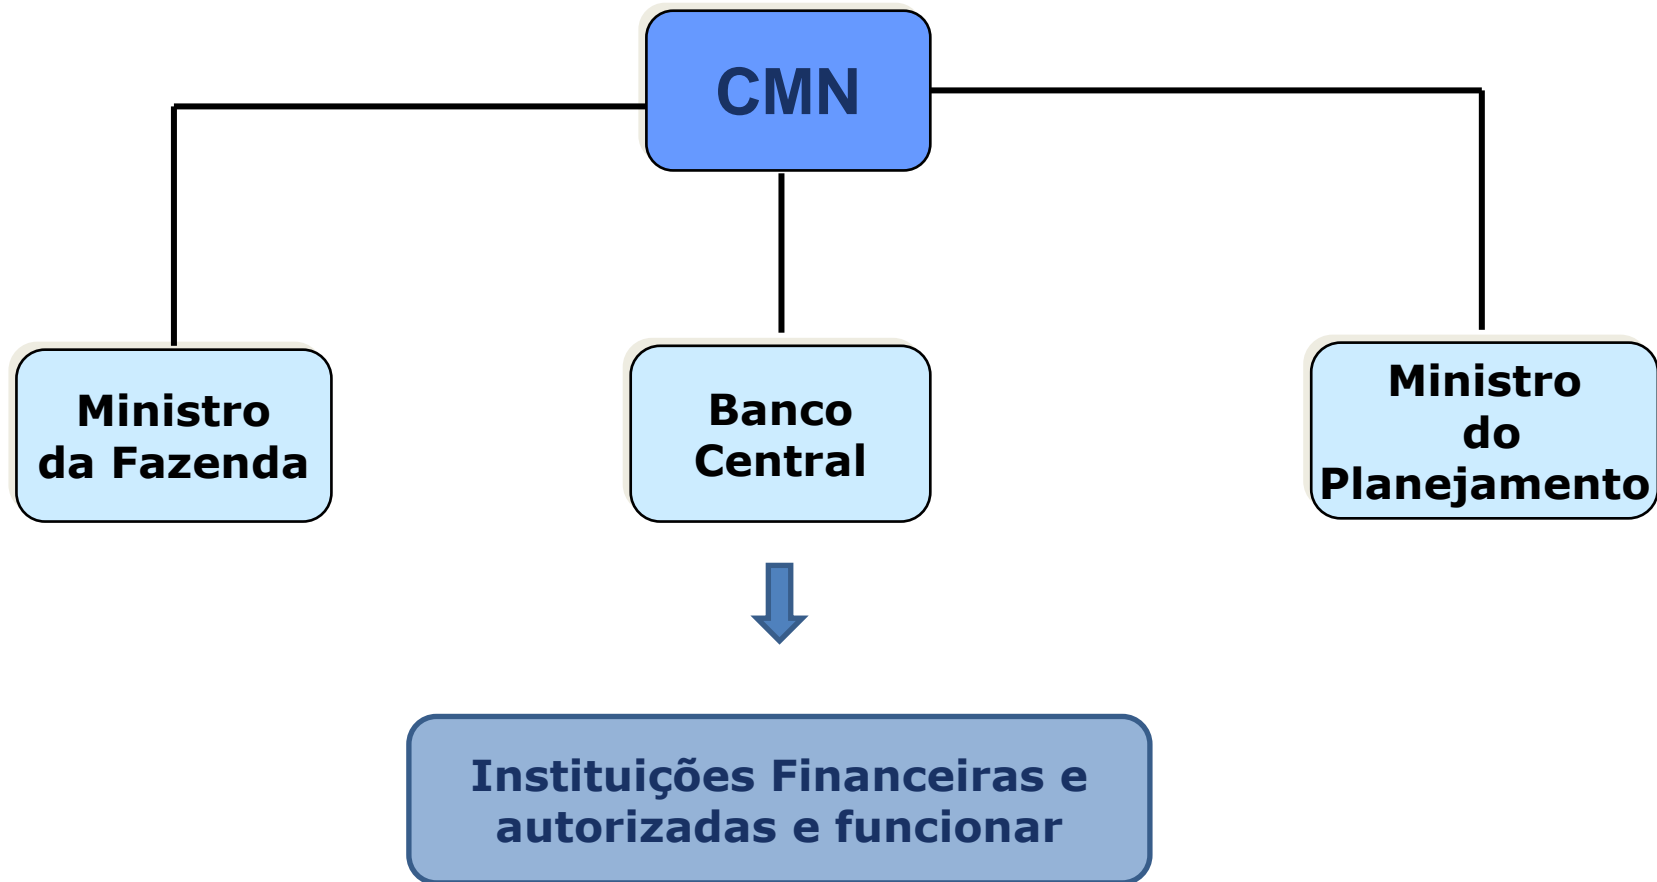 CMN
Ministro
da Fazenda
Banco
Central
Ministro
do
Planejamento
Instituições Financeiras e
autorizadas e funcionar